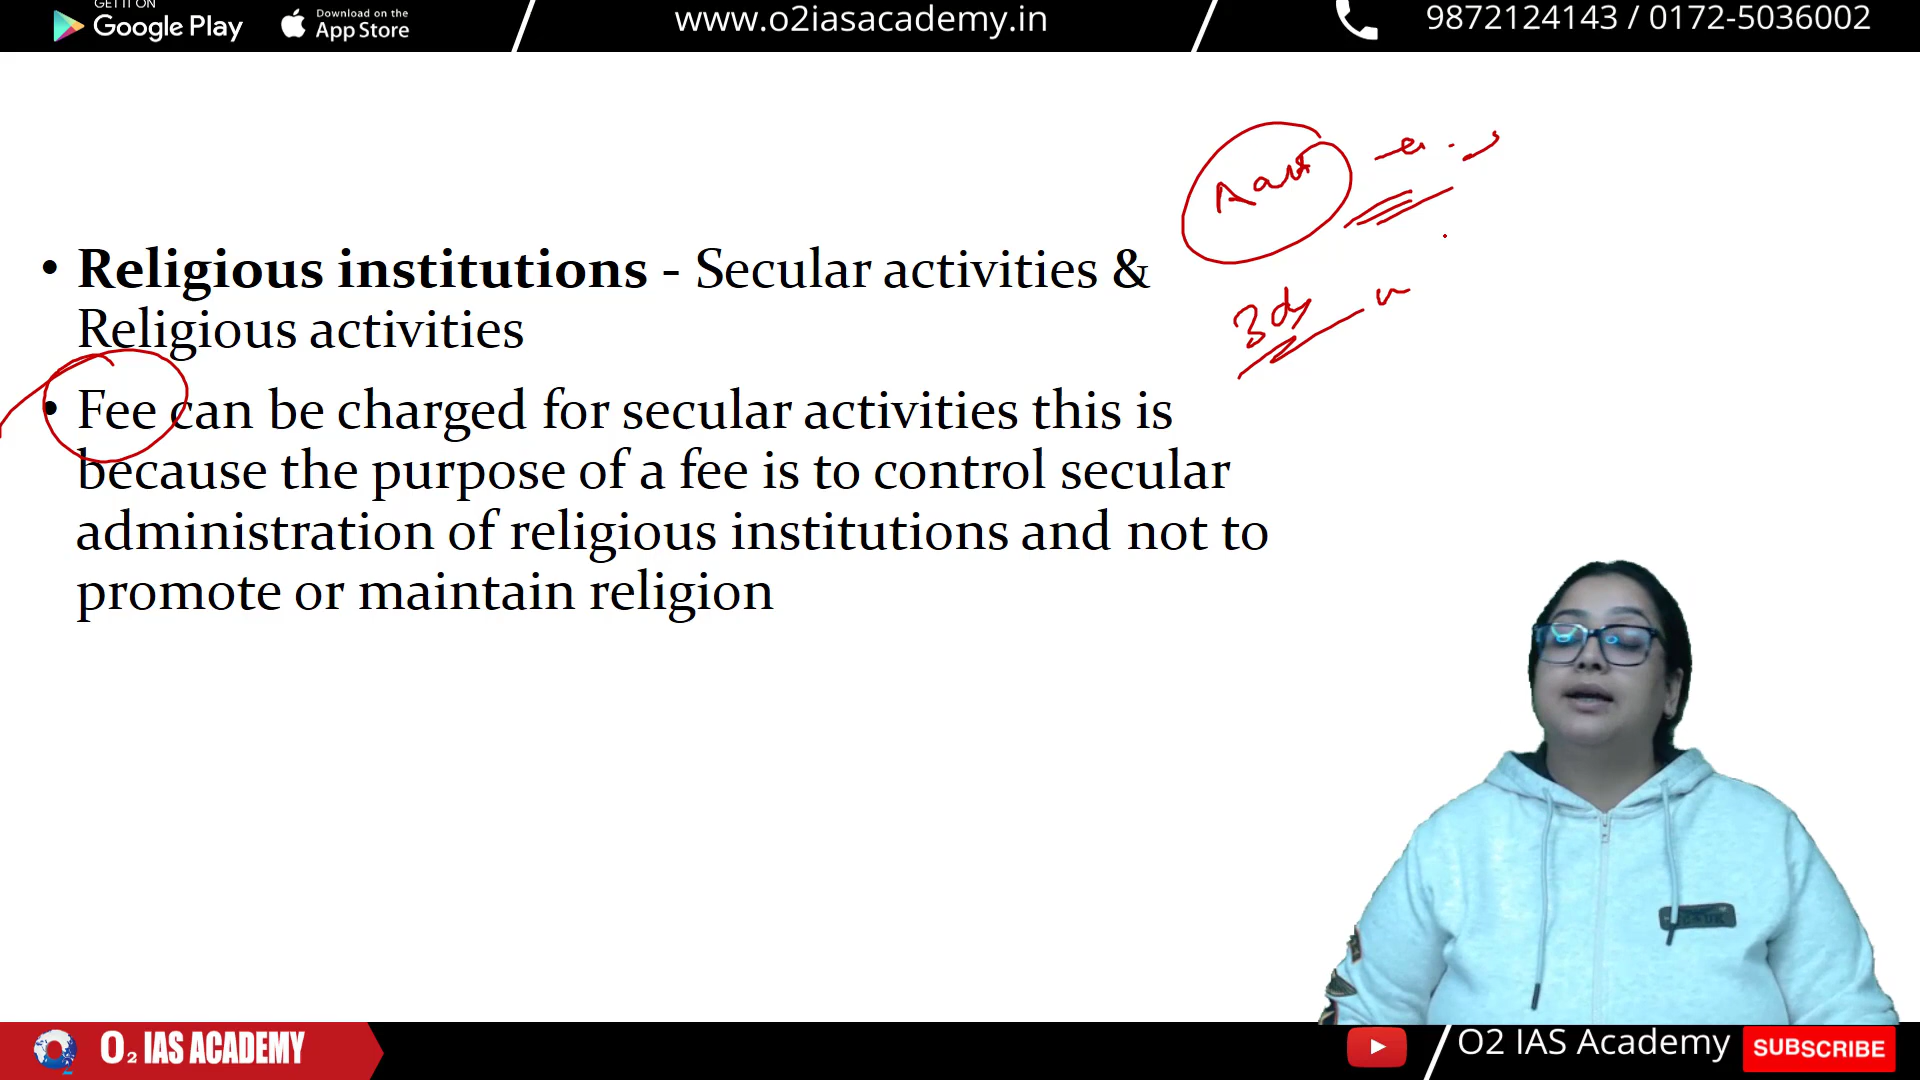 GET IT ON
Google Play
Download on the
App Store
www.o2iasacademy.in
9872124143 / 0172-5036002
• Religious institutions - Secular activities &
Religious activities
• Fee can be charged for secular activities this is
because the purpose of a fee is to control secular
administration of religious institutions and not to
promote or maintain religion
O2 IAS ACADEMY
O2 IAS Academy
SUBSCRIBE